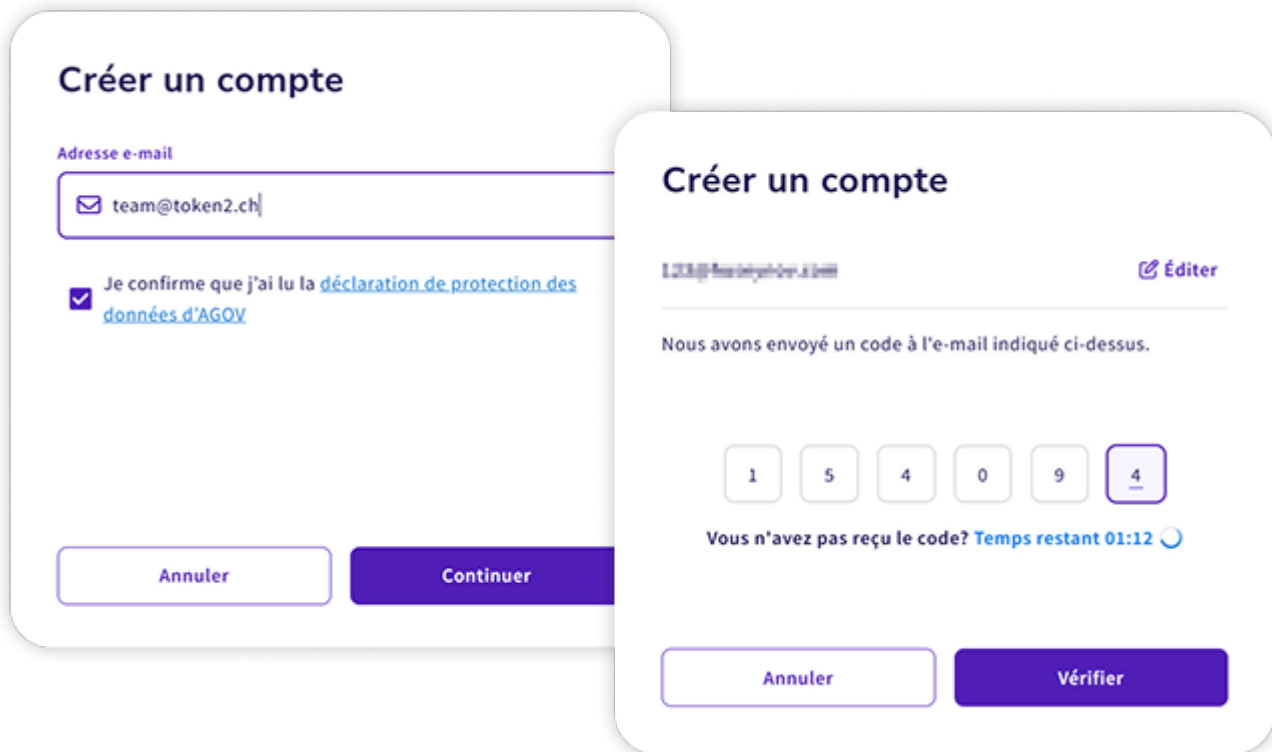 Créer un compte
Adresse e-mail
team@token2.ch
Je confirme que j'ai lu la déclaration de protection des
données d'AGOV
Annuler
Continuer
Créer un compte
Éditer
Nous avons envoyé un code à l'e-mail indiqué ci-dessus.
1 5 4 0 9 4
Vous n'avez pas reçu le code? Temps restant 01:12
Annuler
Vérifier